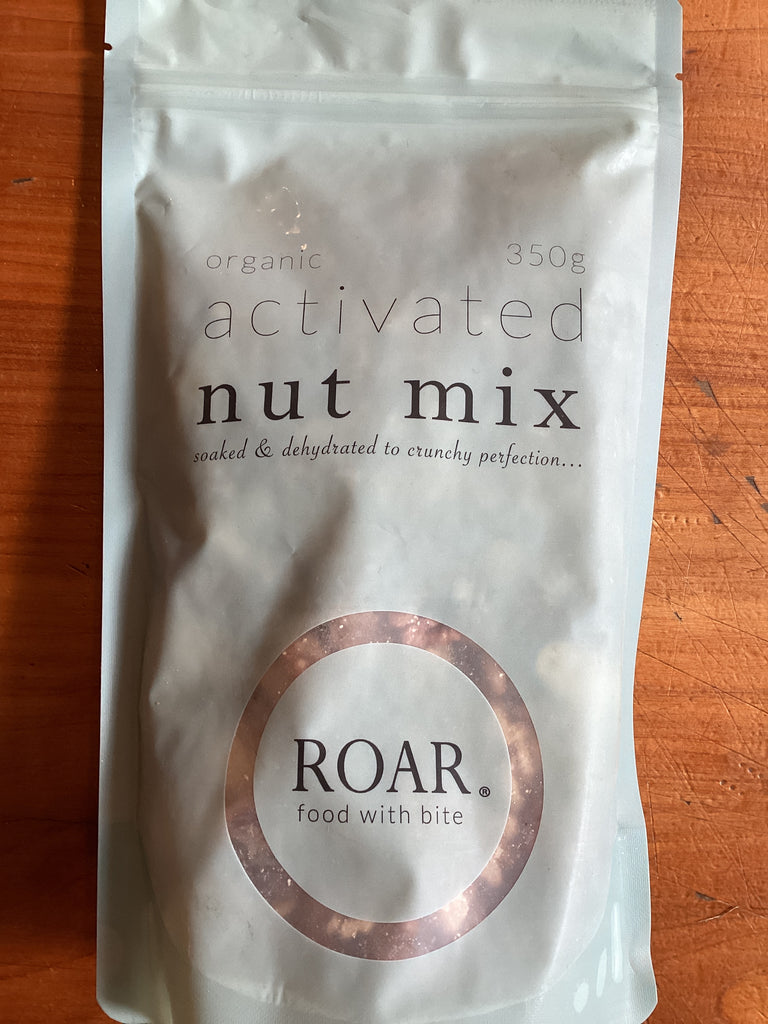 organic 350g
activated
nut mix
soaked & dehydrated to crunchy perfection...
ROAR®
food with bite